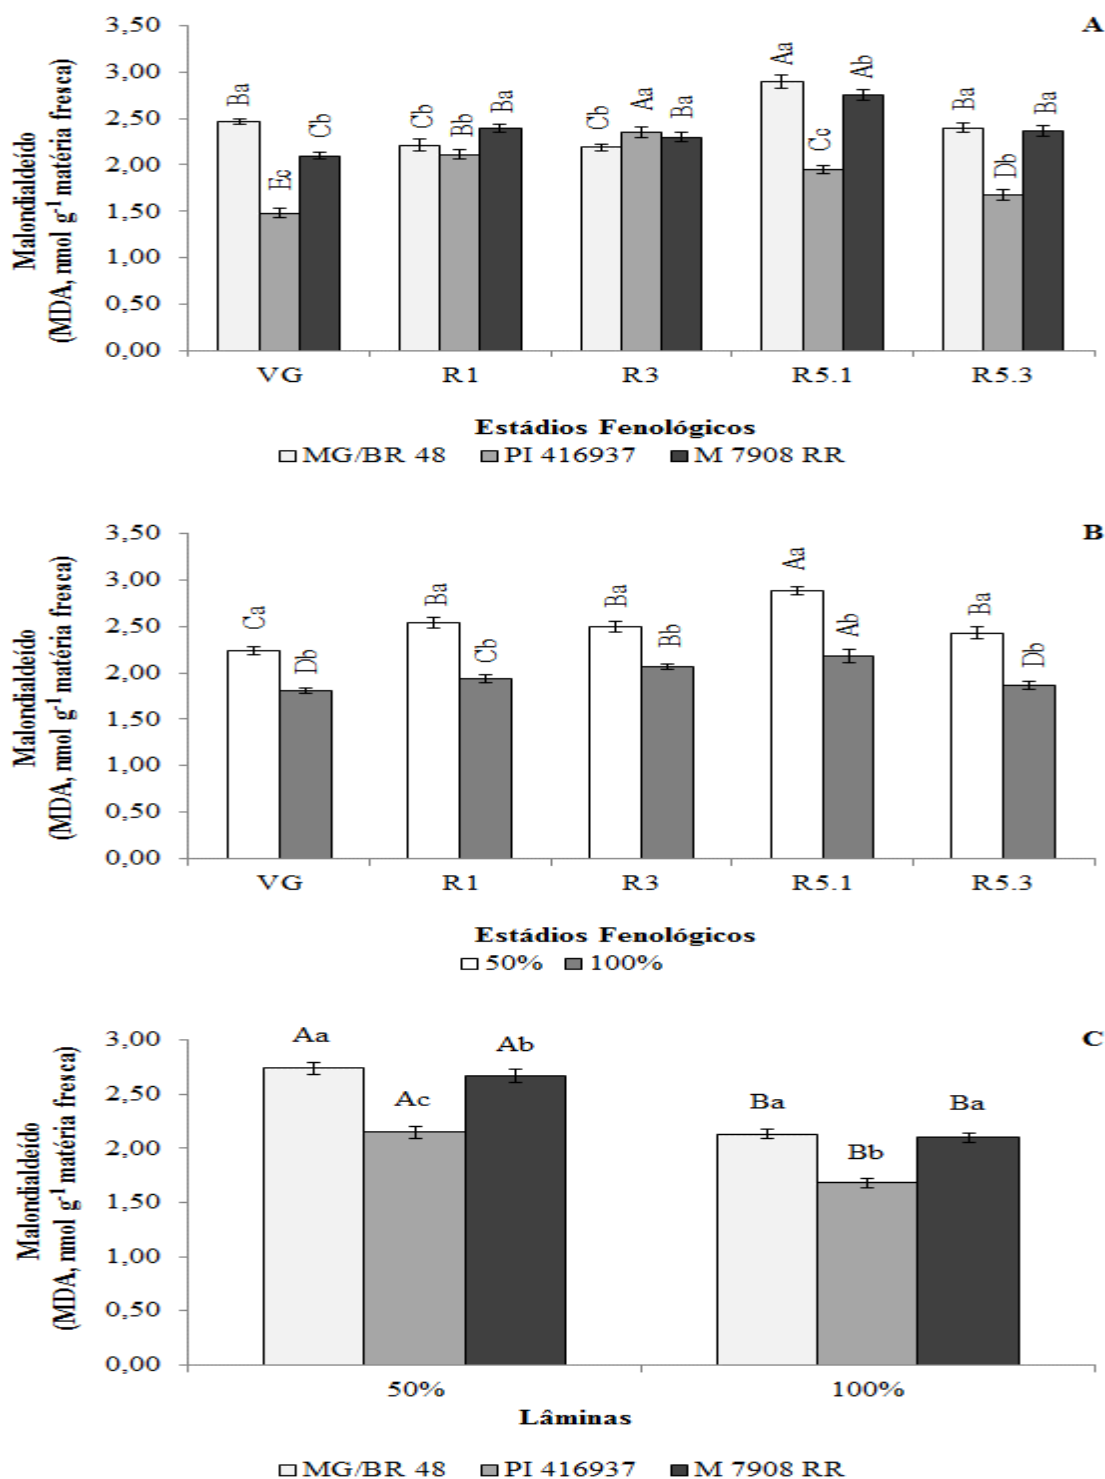 A
Malondialdeído
(MDA, nmol g-1 matéria fresca)
3,50
3,00
2,50
2,00
1,50
1,00
0,50
0,00
Ba Ec Cb Cb Bb Ba Cb Aa Ba Aa Cc Ab Ba Db Ba
VG R1 R3 R5.1 R5.3
Estádios Fenológicos
MG/BR 48 PI 416937 M 7908 RR
B
Malondialdeído
(MDA, nmol g-1 matéria fresca)
3,50
3,00
2,50
2,00
1,50
1,00
0,50
0,00
Ca Db Ba Cb Ba Bb Aa Ab Ba Db
VG R1 R3 R5.1 R5.3
Estádios Fenológicos
50% 100%
C
Malondialdeído
(MDA, nmol g-1 matéria fresca)
3,00
2,50
2,00
1,50
1,00
0,50
0,00
Aa Ac Ab Ba Bb Ba
50% 100%
Lâminas
MG/BR 48 PI 416937 M 7908 RR